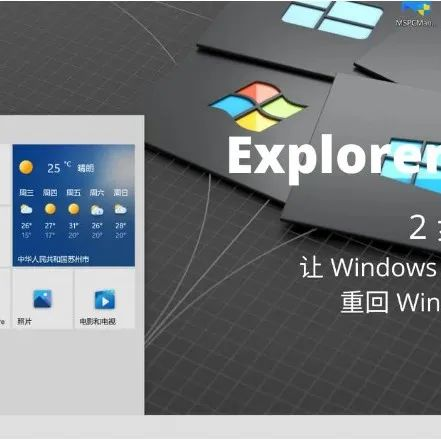 MSPCMan...
Explorer
2
让 Windows
重回 Win
25 °C 晴朗
周三 周四 周五 周六 周日
26° 27° 31° 26° 28°
15° 17° 20° 20° 20°
中华人民共和国苏州市
照片
电影和电视